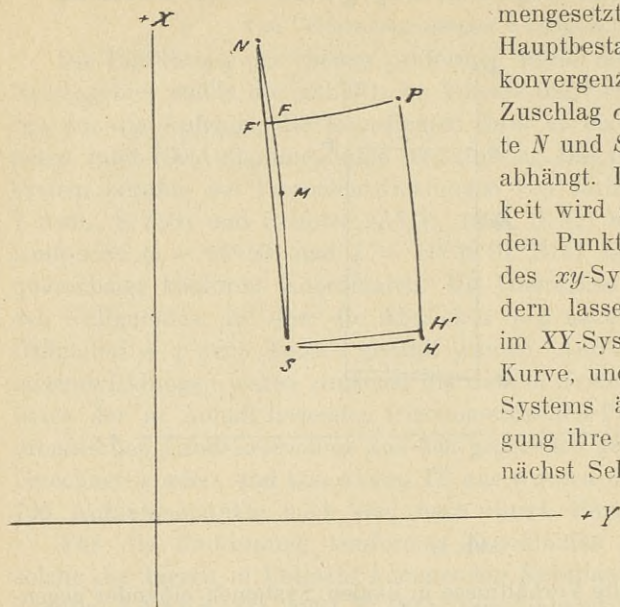 + X
N
F
F'
P
M
H'
S
H
+ Y
mengesetzt
Hauptbesta
konvergenz
Zuschlag
te N und S
abhängt.
keit wird
den Punkt
des xy-Sy
dern lasse
im XY-Sys
Kurve, und
Systems ä
gung ihre
nächst Sel